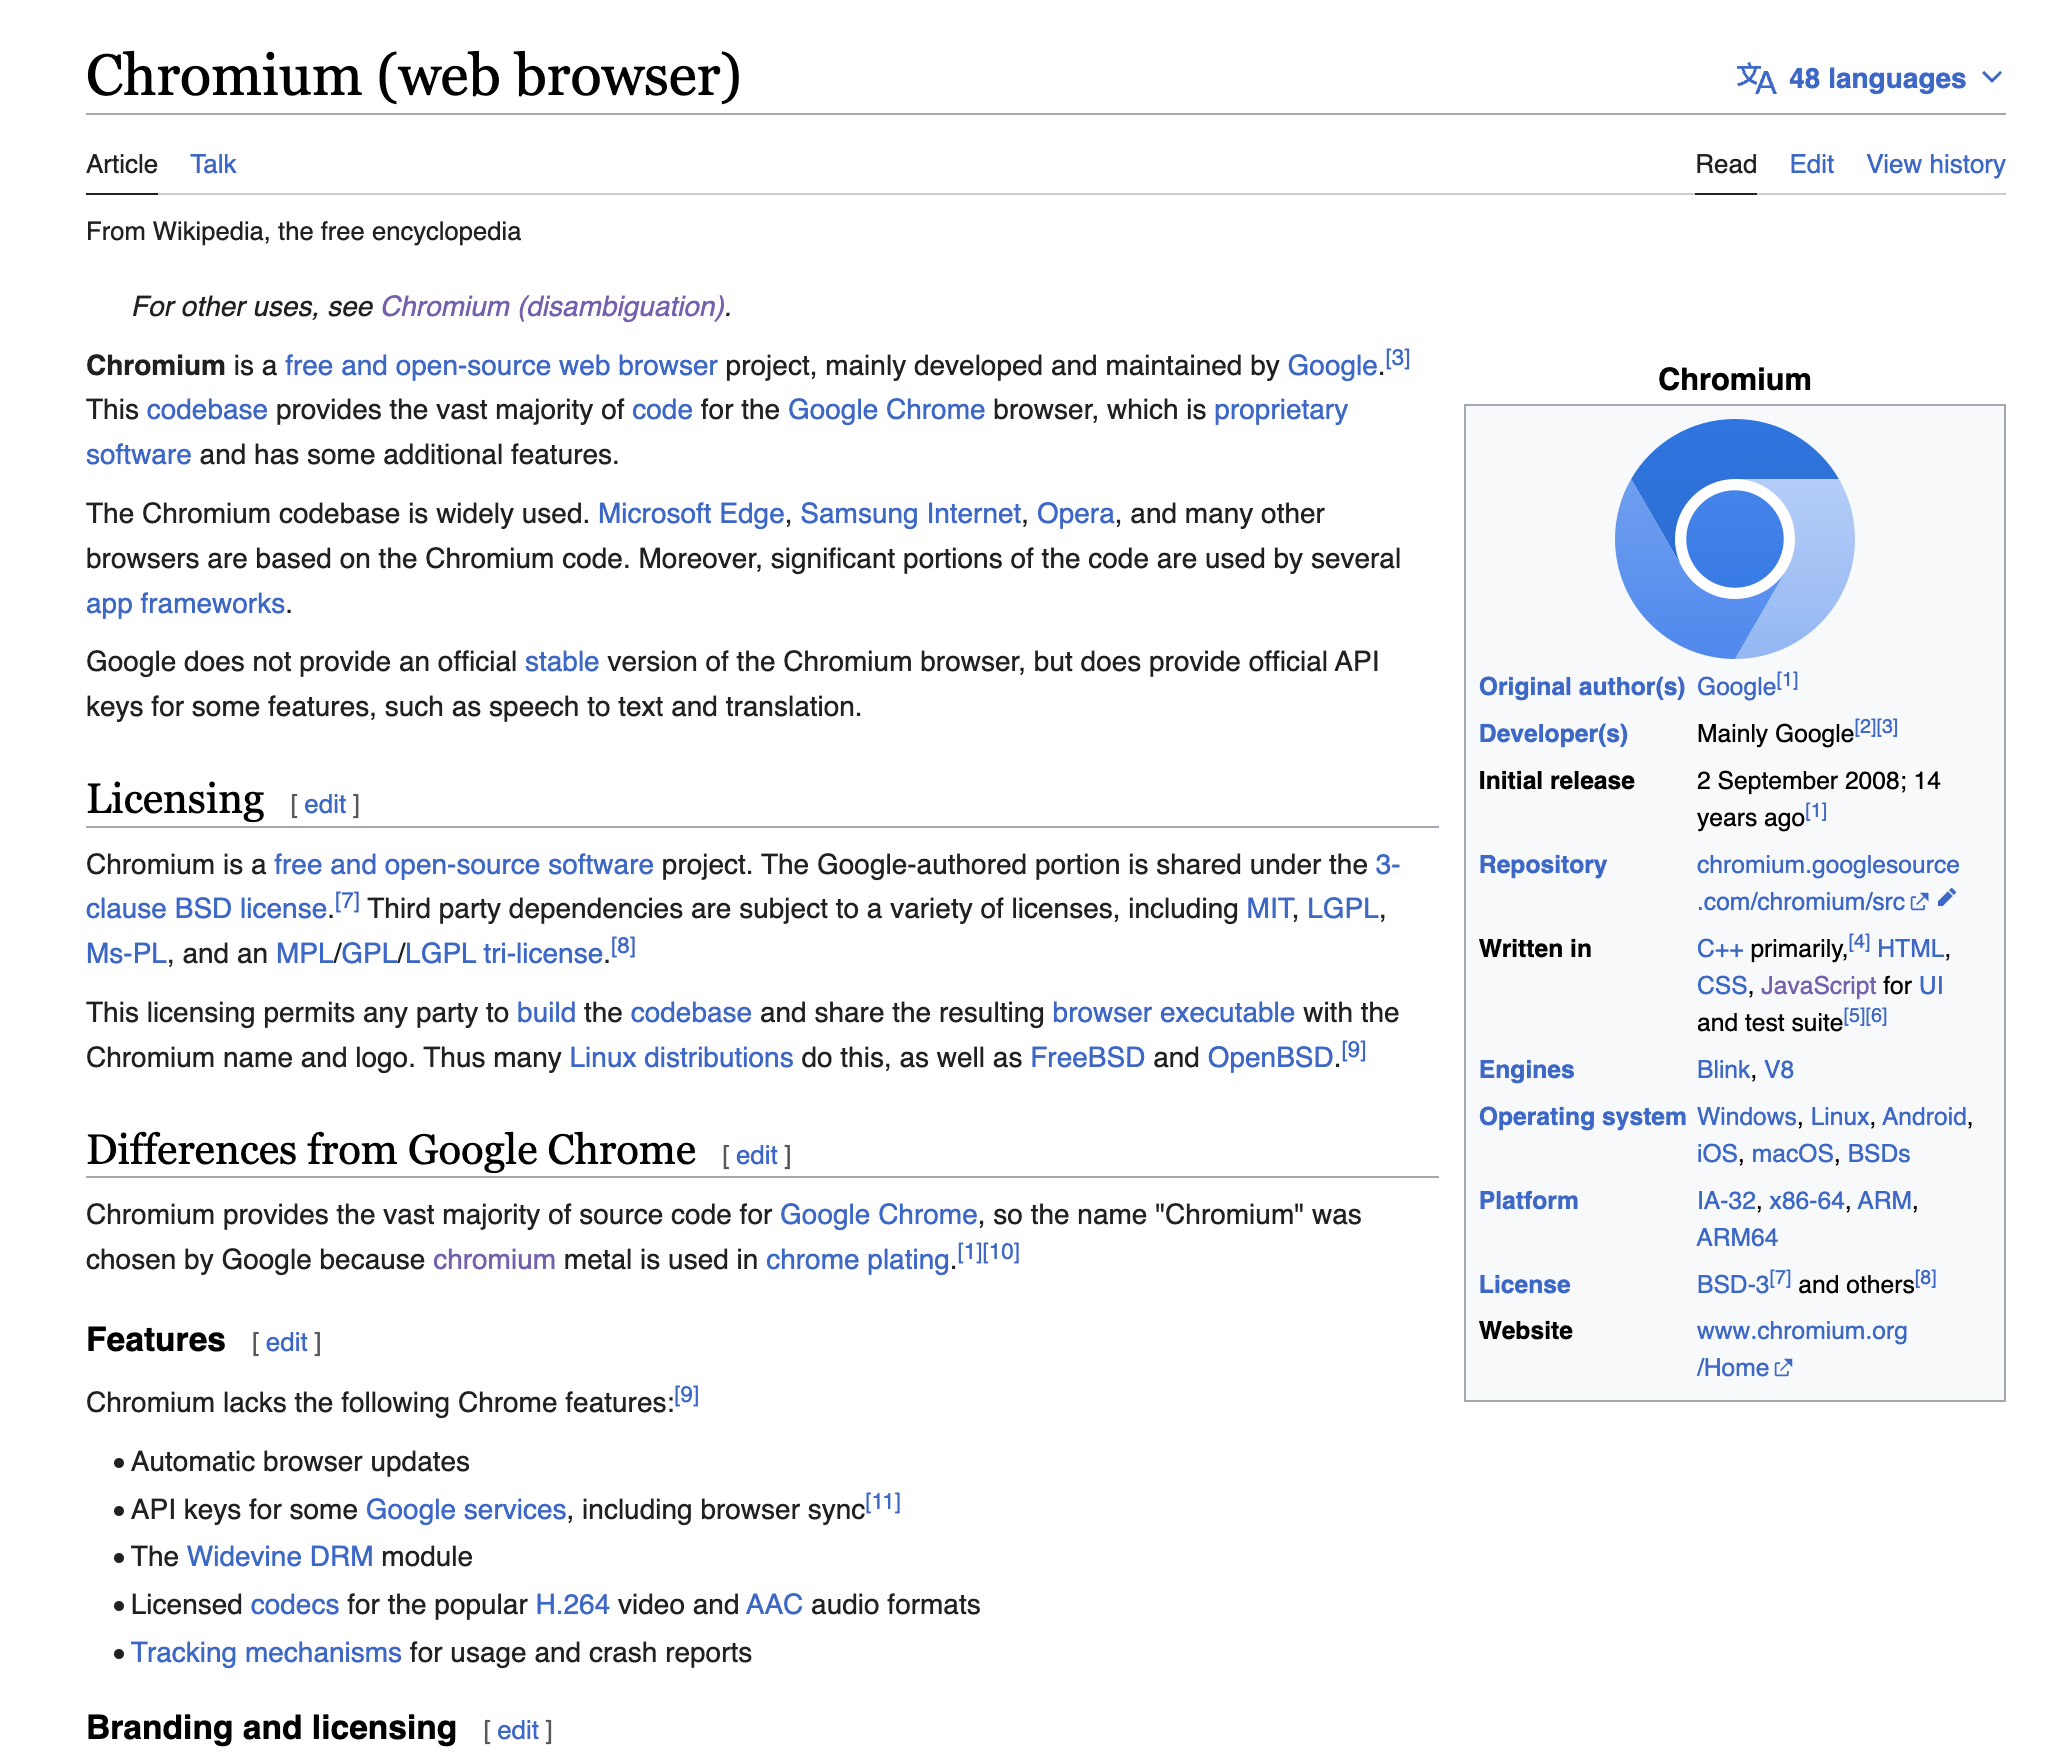 Chromium (web browser)
48 languages
Article Talk
Read Edit View history
From Wikipedia, the free encyclopedia
For other uses, see Chromium (disambiguation).
Chromium is a free and open-source web browser project, mainly developed and maintained by Google.[3]
This codebase provides the vast majority of code for the Google Chrome browser, which is proprietary
software and has some additional features.
The Chromium codebase is widely used. Microsoft Edge, Samsung Internet, Opera, and many other
browsers are based on the Chromium code. Moreover, significant portions of the code are used by several
app frameworks.
Google does not provide an official stable version of the Chromium browser, but does provide official API
keys for some features, such as speech to text and translation.
Licensing [ edit ]
Chromium is a free and open-source software project. The Google-authored portion is shared under the 3-
clause BSD license.[7] Third party dependencies are subject to a variety of licenses, including MIT, LGPL,
Ms-PL, and an MPL/GPL/LGPL tri-license.[8]
This licensing permits any party to build the codebase and share the resulting browser executable with the
Chromium name and logo. Thus many Linux distributions do this, as well as FreeBSD and OpenBSD.[9]
Differences from Google Chrome [ edit ]
Chromium provides the vast majority of source code for Google Chrome, so the name "Chromium" was
chosen by Google because chromium metal is used in chrome plating.[1][10]
Features [ edit ]
Chromium lacks the following Chrome features:[9]
• Automatic browser updates
• API keys for some Google services, including browser sync[11]
• The Widevine DRM module
• Licensed codecs for the popular H.264 video and AAC audio formats
• Tracking mechanisms for usage and crash reports
Branding and licensing [ edit ]
Chromium
Original author(s) Google[1]
Developer(s) Mainly Google[2][3]
Initial release 2 September 2008; 14
years ago[1]
Repository chromium.googlesource
.com/chromium/src
Written in C++ primarily,[4] HTML,
CSS, JavaScript for UI
and test suite[5][6]
Engines Blink, V8
Operating system Windows, Linux, Android,
iOS, macOS, BSDs
Platform IA-32, x86-64, ARM,
ARM64
License BSD-3[7] and others[8]
Website www.chromium.org
/Home